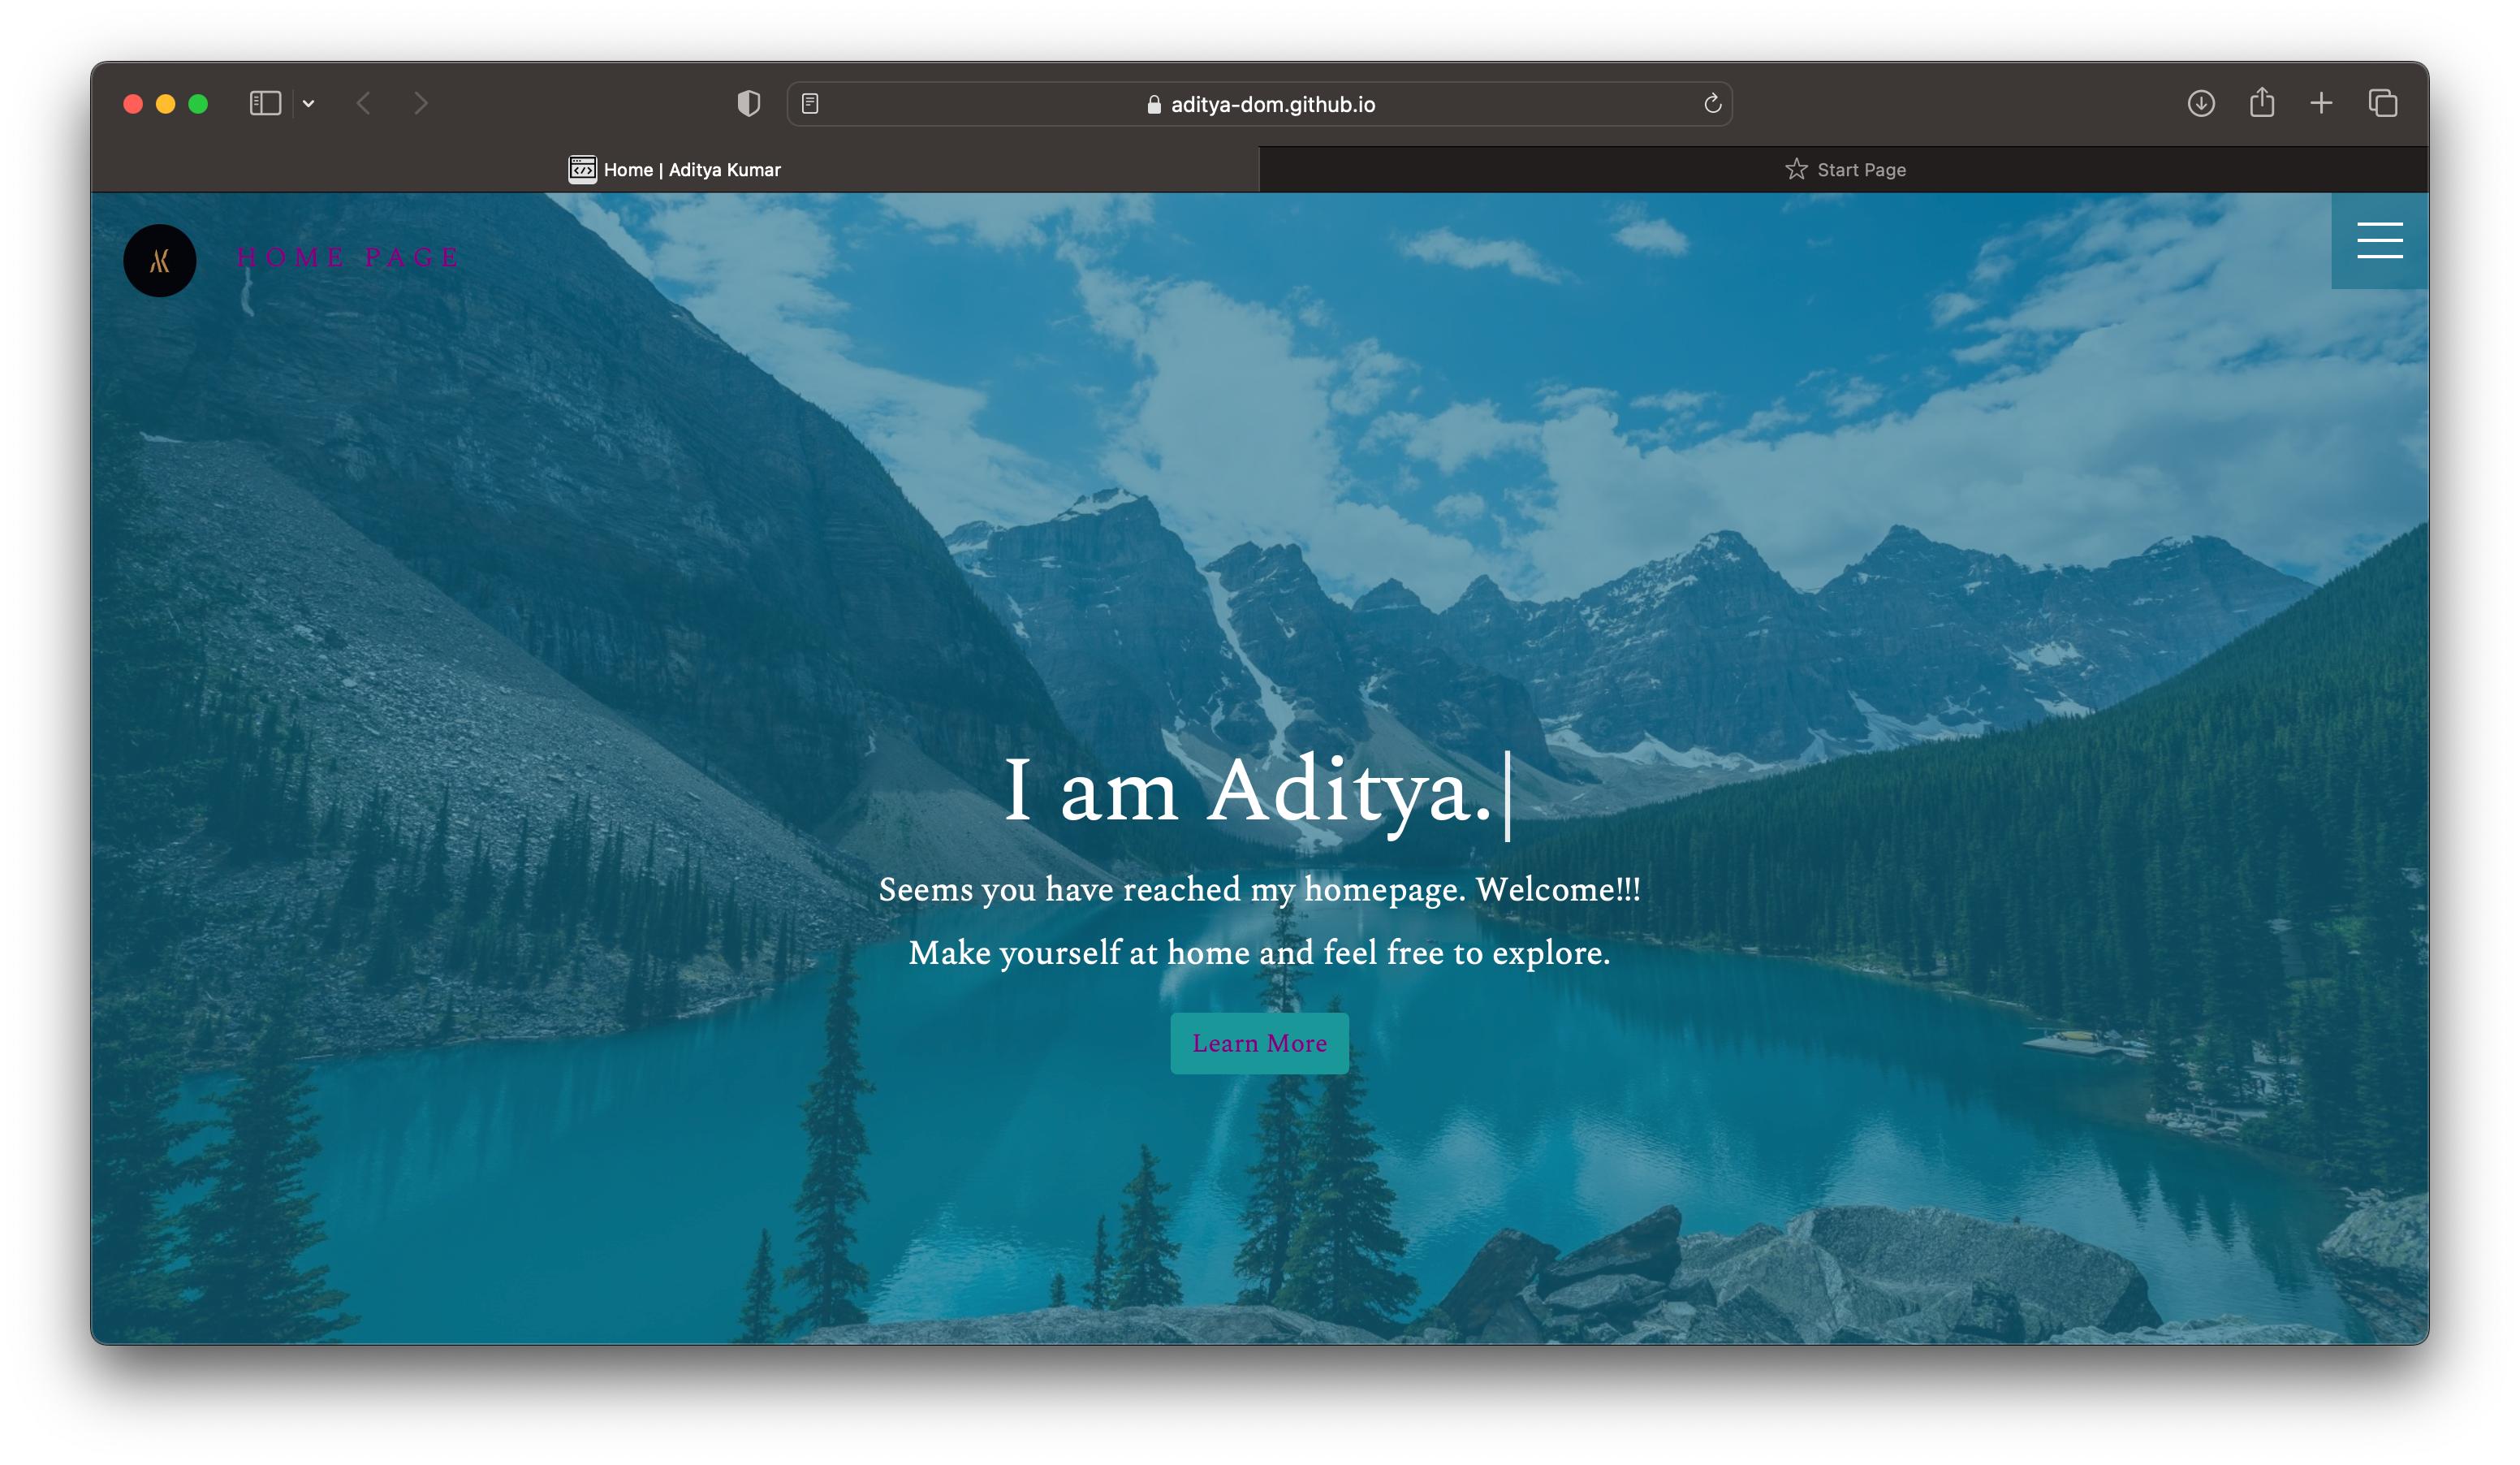 aditya-dom.github.io
Home | Aditya Kumar
Start Page
AK
HOME PAGE
I am Aditya.
Seems you have reached my homepage. Welcome!!!
Make yourself at home and feel free to explore.
Learn More